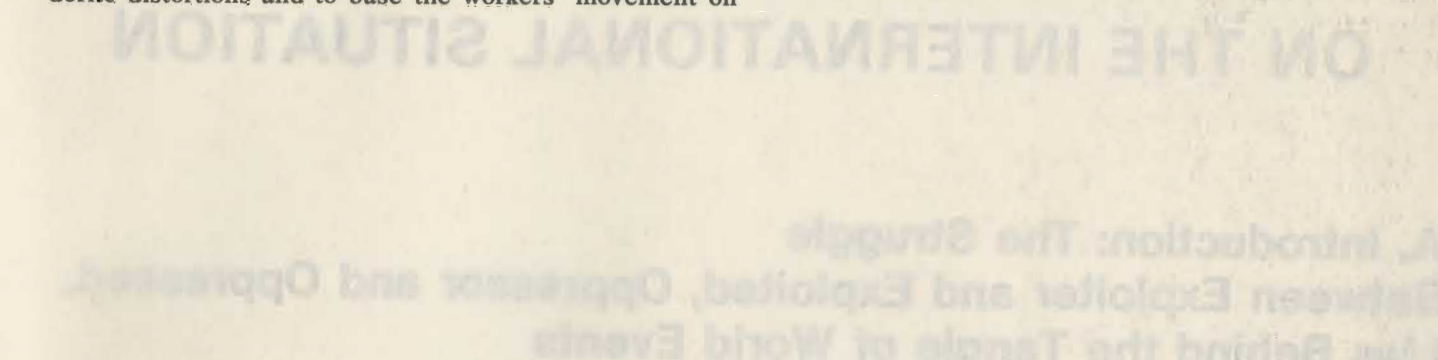 distortions and to base the workers' movement on
ON THE INTERNATIONAL SITUATION
A. Introduction: The Struggle
Between Exploiter and Exploited, Oppressor and Oppressed,
Behind the Tangle of World Events